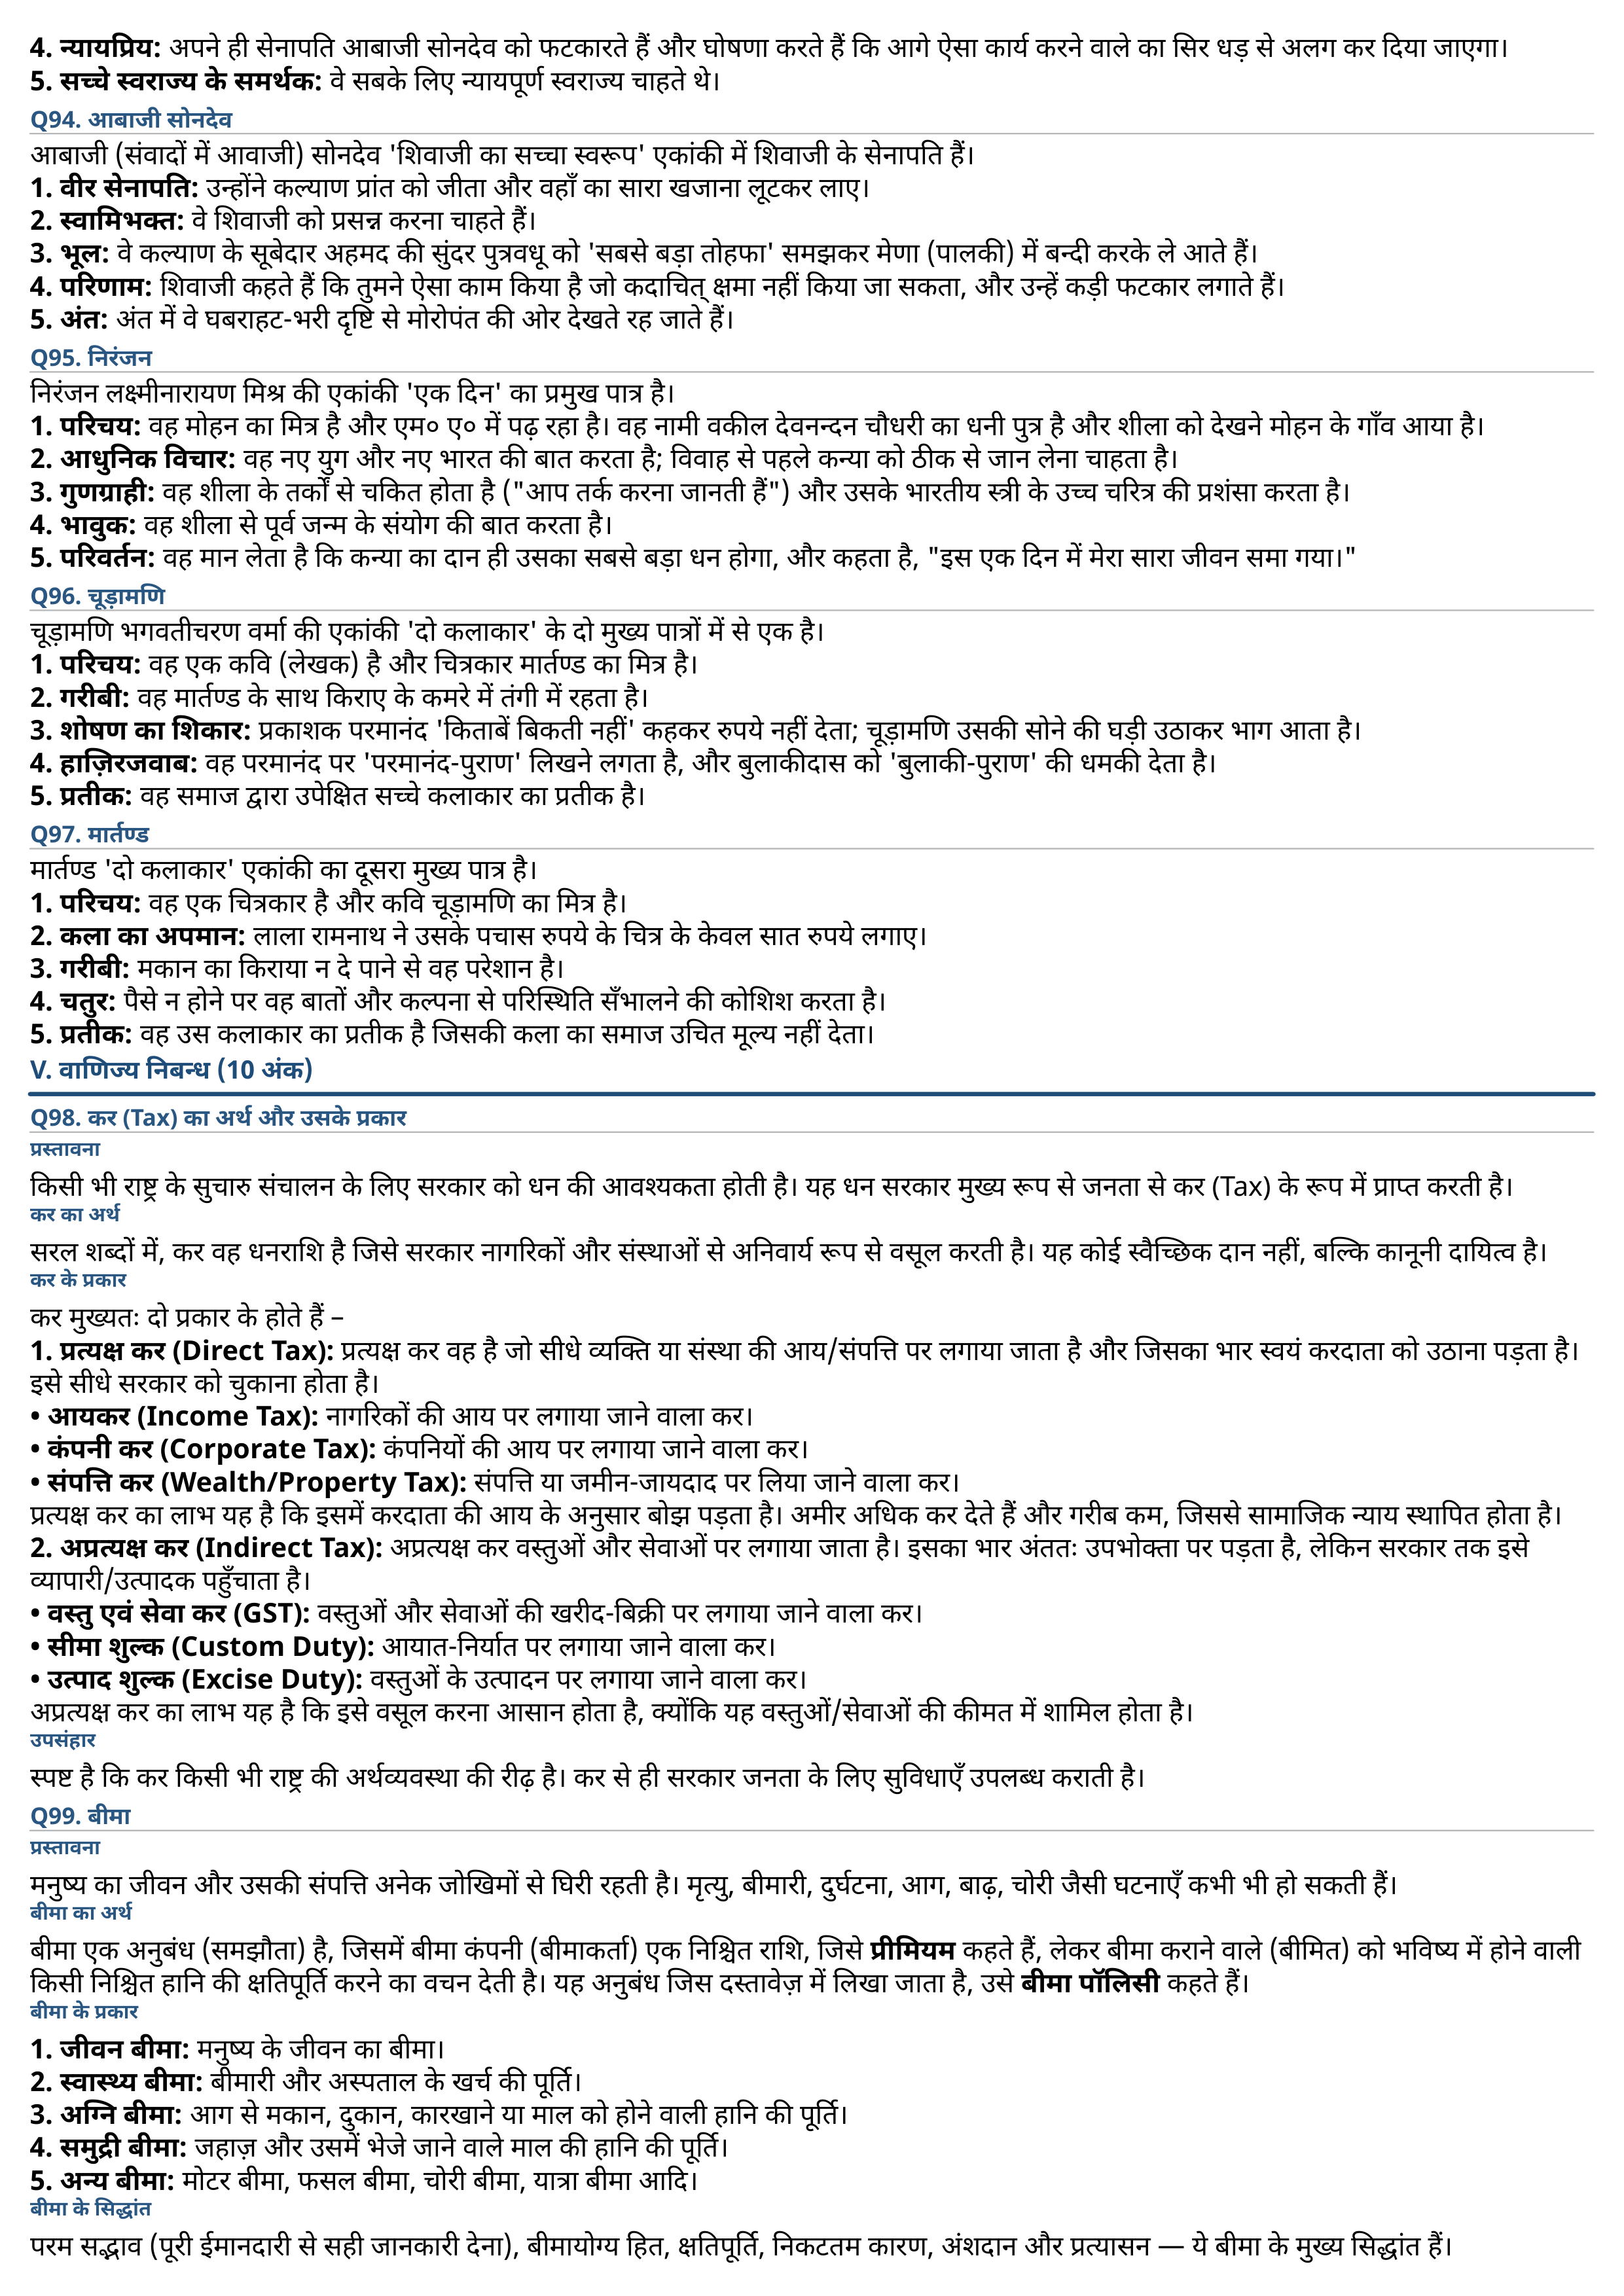 4. न्यायप्रिय: अपने ही सेनापति आबाजी सोनदेव को फटकारते हैं और घोषणा करते हैं कि आगे ऐसा कार्य करने वाले का सिर धड़ से अलग कर दिया जाएगा।
5. सच्चे स्वराज्य के समर्थक: वे सबके लिए न्यायपूर्ण स्वराज्य चाहते थे।
Q94. आबाजी सोनदेव
आबाजी (संवादों में आवाजी) सोनदेव 'शिवाजी का सच्चा स्वरूप' एकांकी में शिवाजी के सेनापति हैं।
1. वीर सेनापति: उन्होंने कल्याण प्रांत को जीता और वहाँ का सारा खजाना लूटकर लाए।
2. स्वामिभक्त: वे शिवाजी को प्रसन्न करना चाहते हैं।
3. भूल: वे कल्याण के सूबेदार अहमद की सुंदर पुत्रवधू को 'सबसे बड़ा तोहफा' समझकर मेणा (पालकी) में बन्दी करके ले आते हैं।
4. परिणाम: शिवाजी कहते हैं कि तुमने ऐसा काम किया है जो कदाचित् क्षमा नहीं किया जा सकता, और उन्हें कड़ी फटकार लगाते हैं।
5. अंत: अंत में वे घबराहट-भरी दृष्टि से मोरोपंत की ओर देखते रह जाते हैं।
Q95. निरंजन
निरंजन लक्ष्मीनारायण मिश्र की एकांकी 'एक दिन' का प्रमुख पात्र है।
1. परिचय: वह मोहन का मित्र है और एम० ए० में पढ़ रहा है। वह नामी वकील देवनन्दन चौधरी का धनी पुत्र है और शीला को देखने मोहन के गाँव आया है।
2. आधुनिक विचार: वह नए युग और नए भारत की बात करता है; विवाह से पहले कन्या को ठीक से जान लेना चाहता है।
3. गुणग्राही: वह शीला के तर्कों से चकित होता है ("आप तर्क करना जानती हैं") और उसके भारतीय स्त्री के उच्च चरित्र की प्रशंसा करता है।
4. भावुक: वह शीला से पूर्व जन्म के संयोग की बात करता है।
5. परिवर्तन: वह मान लेता है कि कन्या का दान ही उसका सबसे बड़ा धन होगा, और कहता है, "इस एक दिन में मेरा सारा जीवन समा गया।"
Q96. चूड़ामणि
चूड़ामणि भगवतीचरण वर्मा की एकांकी 'दो कलाकार' के दो मुख्य पात्रों में से एक है।
1. परिचय: वह एक कवि (लेखक) है और चित्रकार मार्तण्ड का मित्र है।
2. गरीबी: वह मार्तण्ड के साथ किराए के कमरे में तंगी में रहता है।
3. शोषण का शिकार: प्रकाशक परमानंद 'किताबें बिकती नहीं' कहकर रुपये नहीं देता; चूड़ामणि उसकी सोने की घड़ी उठाकर भाग आता है।
4. हाज़िरजवाब: वह परमानंद पर 'परमानंद-पुराण' लिखने लगता है, और बुलाकीदास को 'बुलाकी-पुराण' की धमकी देता है।
5. प्रतीक: वह समाज द्वारा उपेक्षित सच्चे कलाकार का प्रतीक है।
Q97. मार्तण्ड
मार्तण्ड 'दो कलाकार' एकांकी का दूसरा मुख्य पात्र है।
1. परिचय: वह एक चित्रकार है और कवि चूड़ामणि का मित्र है।
2. कला का अपमान: लाला रामनाथ ने उसके पचास रुपये के चित्र के केवल सात रुपये लगाए।
3. गरीबी: मकान का किराया न दे पाने से वह परेशान है।
4. चतुर: पैसे न होने पर वह बातों और कल्पना से परिस्थिति सँभालने की कोशिश करता है।
5. प्रतीक: वह उस कलाकार का प्रतीक है जिसकी कला का समाज उचित मूल्य नहीं देता।
V. वाणिज्य निबन्ध (10 अंक)
Q98. कर (Tax) का अर्थ और उसके प्रकार
प्रस्तावना
किसी भी राष्ट्र के सुचारु संचालन के लिए सरकार को धन की आवश्यकता होती है। यह धन सरकार मुख्य रूप से जनता से कर (Tax) के रूप में प्राप्त करती है।
कर का अर्थ
सरल शब्दों में, कर वह धनराशि है जिसे सरकार नागरिकों और संस्थाओं से अनिवार्य रूप से वसूल करती है। यह कोई स्वैच्छिक दान नहीं, बल्कि कानूनी दायित्व है।
कर के प्रकार
कर मुख्यतः दो प्रकार के होते हैं –
1. प्रत्यक्ष कर (Direct Tax): प्रत्यक्ष कर वह है जो सीधे व्यक्ति या संस्था की आय/संपत्ति पर लगाया जाता है और जिसका भार स्वयं करदाता को उठाना पड़ता है।
इसे सीधे सरकार को चुकाना होता है।
• आयकर (Income Tax): नागरिकों की आय पर लगाया जाने वाला कर।
• कंपनी कर (Corporate Tax): कंपनियों की आय पर लगाया जाने वाला कर।
• संपत्ति कर (Wealth/Property Tax): संपत्ति या जमीन-जायदाद पर लिया जाने वाला कर।
प्रत्यक्ष कर का लाभ यह है कि इसमें करदाता की आय के अनुसार बोझ पड़ता है। अमीर अधिक कर देते हैं और गरीब कम, जिससे सामाजिक न्याय स्थापित होता है।
2. अप्रत्यक्ष कर (Indirect Tax): अप्रत्यक्ष कर वस्तुओं और सेवाओं पर लगाया जाता है। इसका भार अंततः उपभोक्ता पर पड़ता है, लेकिन सरकार तक इसे
व्यापारी/उत्पादक पहुँचाता है।
• वस्तु एवं सेवा कर (GST): वस्तुओं और सेवाओं की खरीद-बिक्री पर लगाया जाने वाला कर।
• सीमा शुल्क (Custom Duty): आयात-निर्यात पर लगाया जाने वाला कर।
• उत्पाद शुल्क (Excise Duty): वस्तुओं के उत्पादन पर लगाया जाने वाला कर।
अप्रत्यक्ष कर का लाभ यह है कि इसे वसूल करना आसान होता है, क्योंकि यह वस्तुओं/सेवाओं की कीमत में शामिल होता है।
उपसंहार
स्पष्ट है कि कर किसी भी राष्ट्र की अर्थव्यवस्था की रीढ़ है। कर से ही सरकार जनता के लिए सुविधाएँ उपलब्ध कराती है।
Q99. बीमा
प्रस्तावना
मनुष्य का जीवन और उसकी संपत्ति अनेक जोखिमों से घिरी रहती है। मृत्यु, बीमारी, दुर्घटना, आग, बाढ़, चोरी जैसी घटनाएँ कभी भी हो सकती हैं।
बीमा का अर्थ
बीमा एक अनुबंध (समझौता) है, जिसमें बीमा कंपनी (बीमाकर्ता) एक निश्चित राशि, जिसे प्रीमियम कहते हैं, लेकर बीमा कराने वाले (बीमित) को भविष्य में होने वाली
किसी निश्चित हानि की क्षतिपूर्ति करने का वचन देती है। यह अनुबंध जिस दस्तावेज़ में लिखा जाता है, उसे बीमा पॉलिसी कहते हैं।
बीमा के प्रकार
1. जीवन बीमा: मनुष्य के जीवन का बीमा।
2. स्वास्थ्य बीमा: बीमारी और अस्पताल के खर्च की पूर्ति।
3. अग्नि बीमा: आग से मकान, दुकान, कारखाने या माल को होने वाली हानि की पूर्ति।
4. समुद्री बीमा: जहाज़ और उसमें भेजे जाने वाले माल की हानि की पूर्ति।
5. अन्य बीमा: मोटर बीमा, फसल बीमा, चोरी बीमा, यात्रा बीमा आदि।
बीमा के सिद्धांत
परम सद्भाव (पूरी ईमानदारी से सही जानकारी देना), बीमायोग्य हित, क्षतिपूर्ति, निकटतम कारण, अंशदान और प्रत्यासन — ये बीमा के मुख्य सिद्धांत हैं।